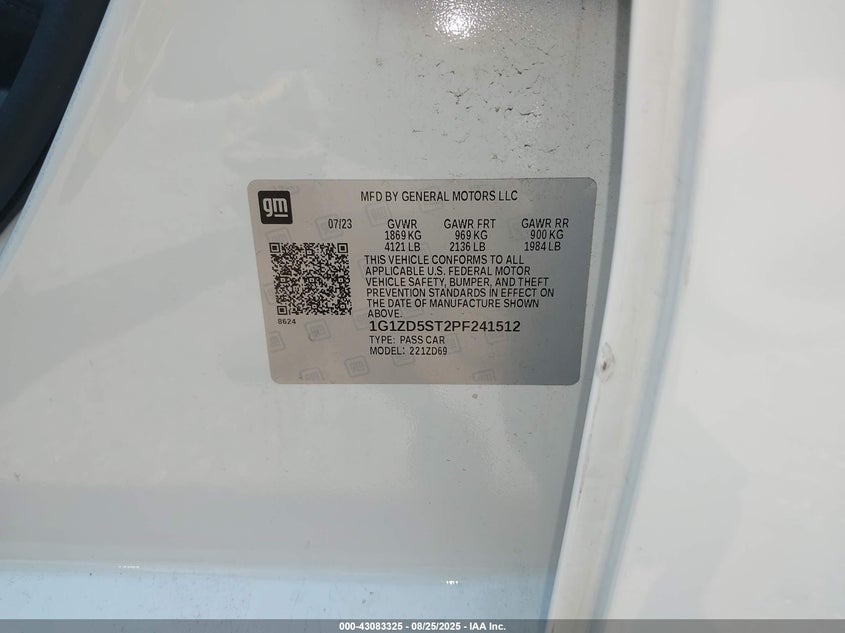 gm
MFD BY GENERAL MOTORS LLC
07/23 GVWR GAWR FRT GAWR RR
1869 KG 969 KG 900 KG
4121 LB 2136 LB 1984 LB
THIS VEHICLE CONFORMS TO ALL
APPLICABLE U.S. FEDERAL MOTOR
VEHICLE SAFETY, BUMPER, AND THEFT
PREVENTION STANDARDS IN EFFECT ON
THE DATE OF MANUFACTURE SHOWN
ABOVE.
8624
1G1ZD5ST2PF241512
TYPE: PASS CAR
MODEL: 221ZD69
000-43083325 - 08/25/2025 - IAA Inc.